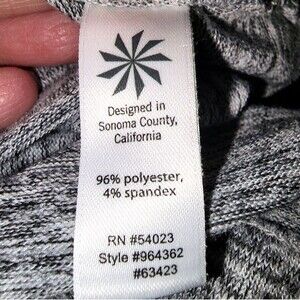 Designed in
Sonoma County,
California
96% polyester,
4% spandex
RN #54023
Style #964362
#63423